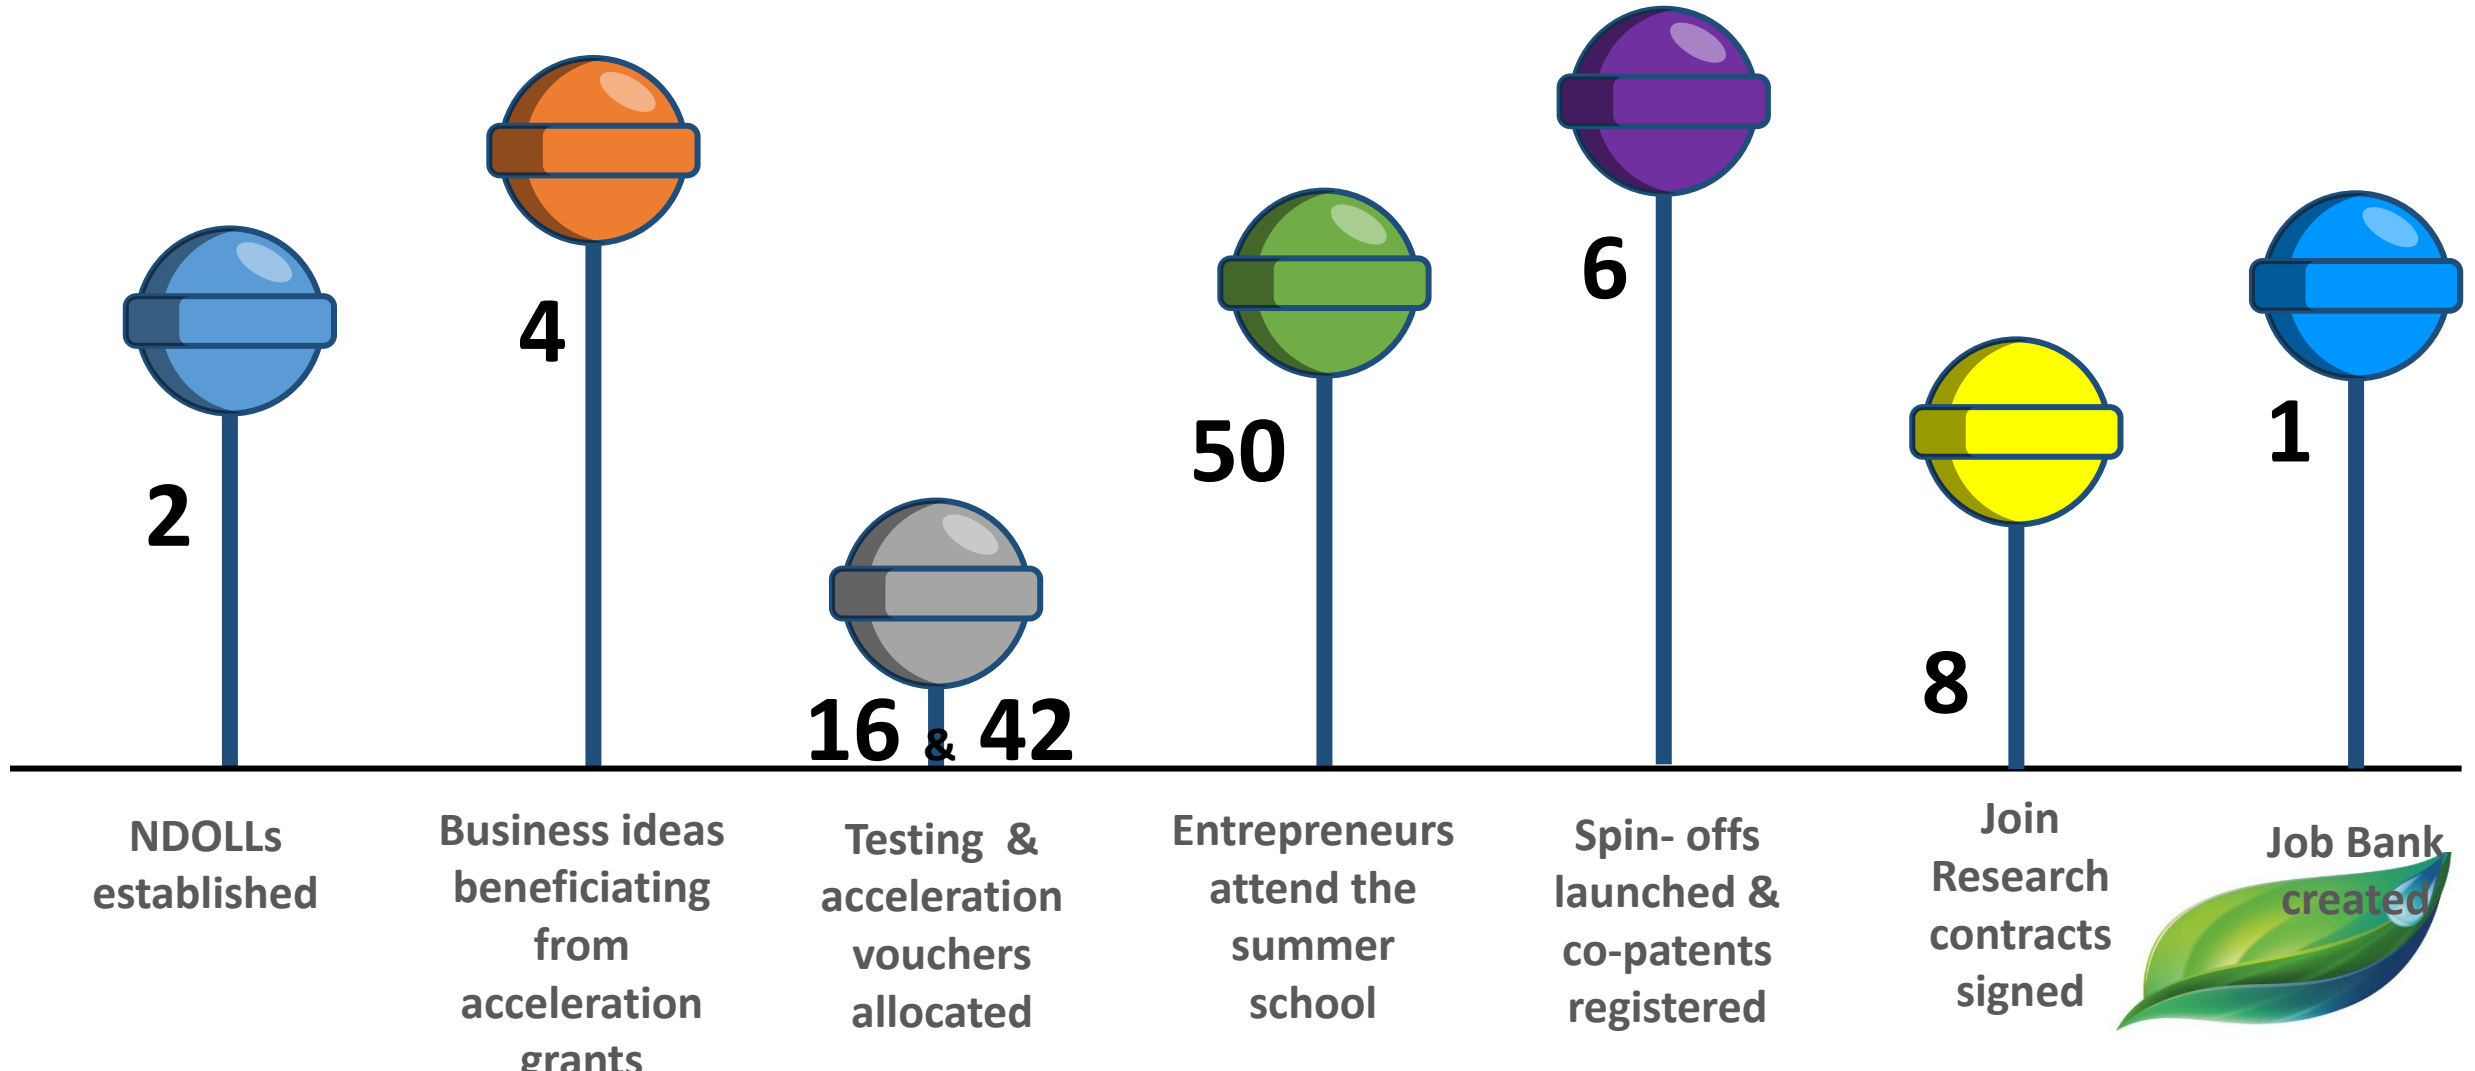 2
4
16 & 42
50
6
8
1
NDOLLs
established
Business ideas
beneficiating
from
acceleration
grants
Testing & 
acceleration
vouchers
allocated
Entrepreneurs
attend the
summer
school
Spin- offs
launched &
co-patents
registered
Join
Research
contracts
signed
Job Bank
created